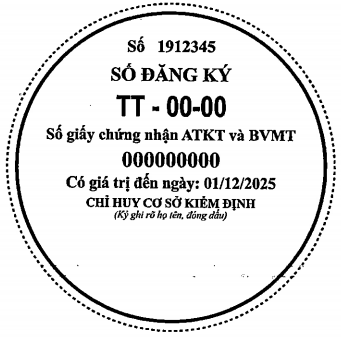 Số 1912345
SỐ ĐĂNG KÝ
TT - 00-00
Số giấy chứng nhận ATKT và BVMT
000000000
Có giá trị đến ngày: 01/12/2025
CHỈ HUY CƠ SỞ KIỂM ĐỊNH
(Ký ghi rõ họ tên, đóng dấu)